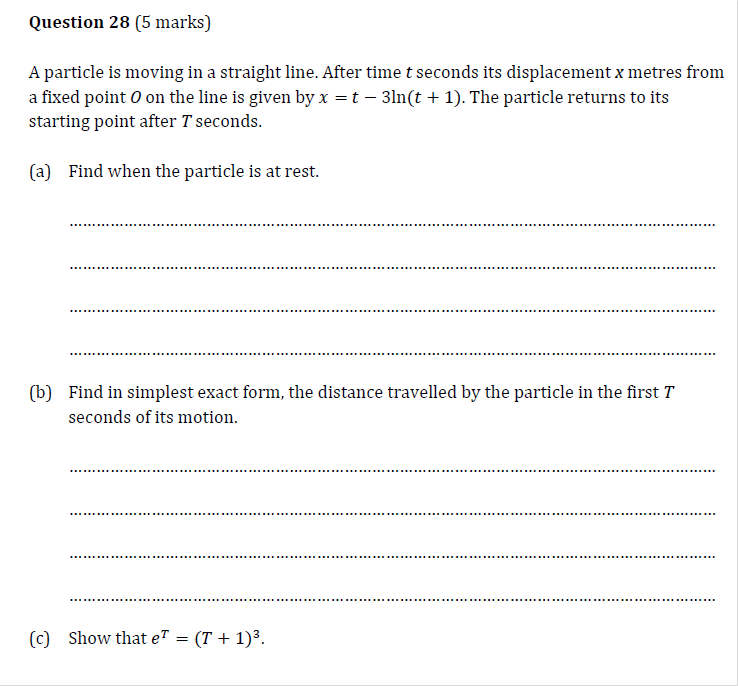 Question 28 (5 marks)
A particle is moving in a straight line. After time t seconds its displacement x metres from
a fixed point O on the line is given by x = t − 3ln(t + 1). The particle returns to its
starting point after T seconds.
(a) Find when the particle is at rest.
(b) Find in simplest exact form, the distance travelled by the particle in the first T
seconds of its motion.
(c) Show that eᵀ = (T + 1)³.